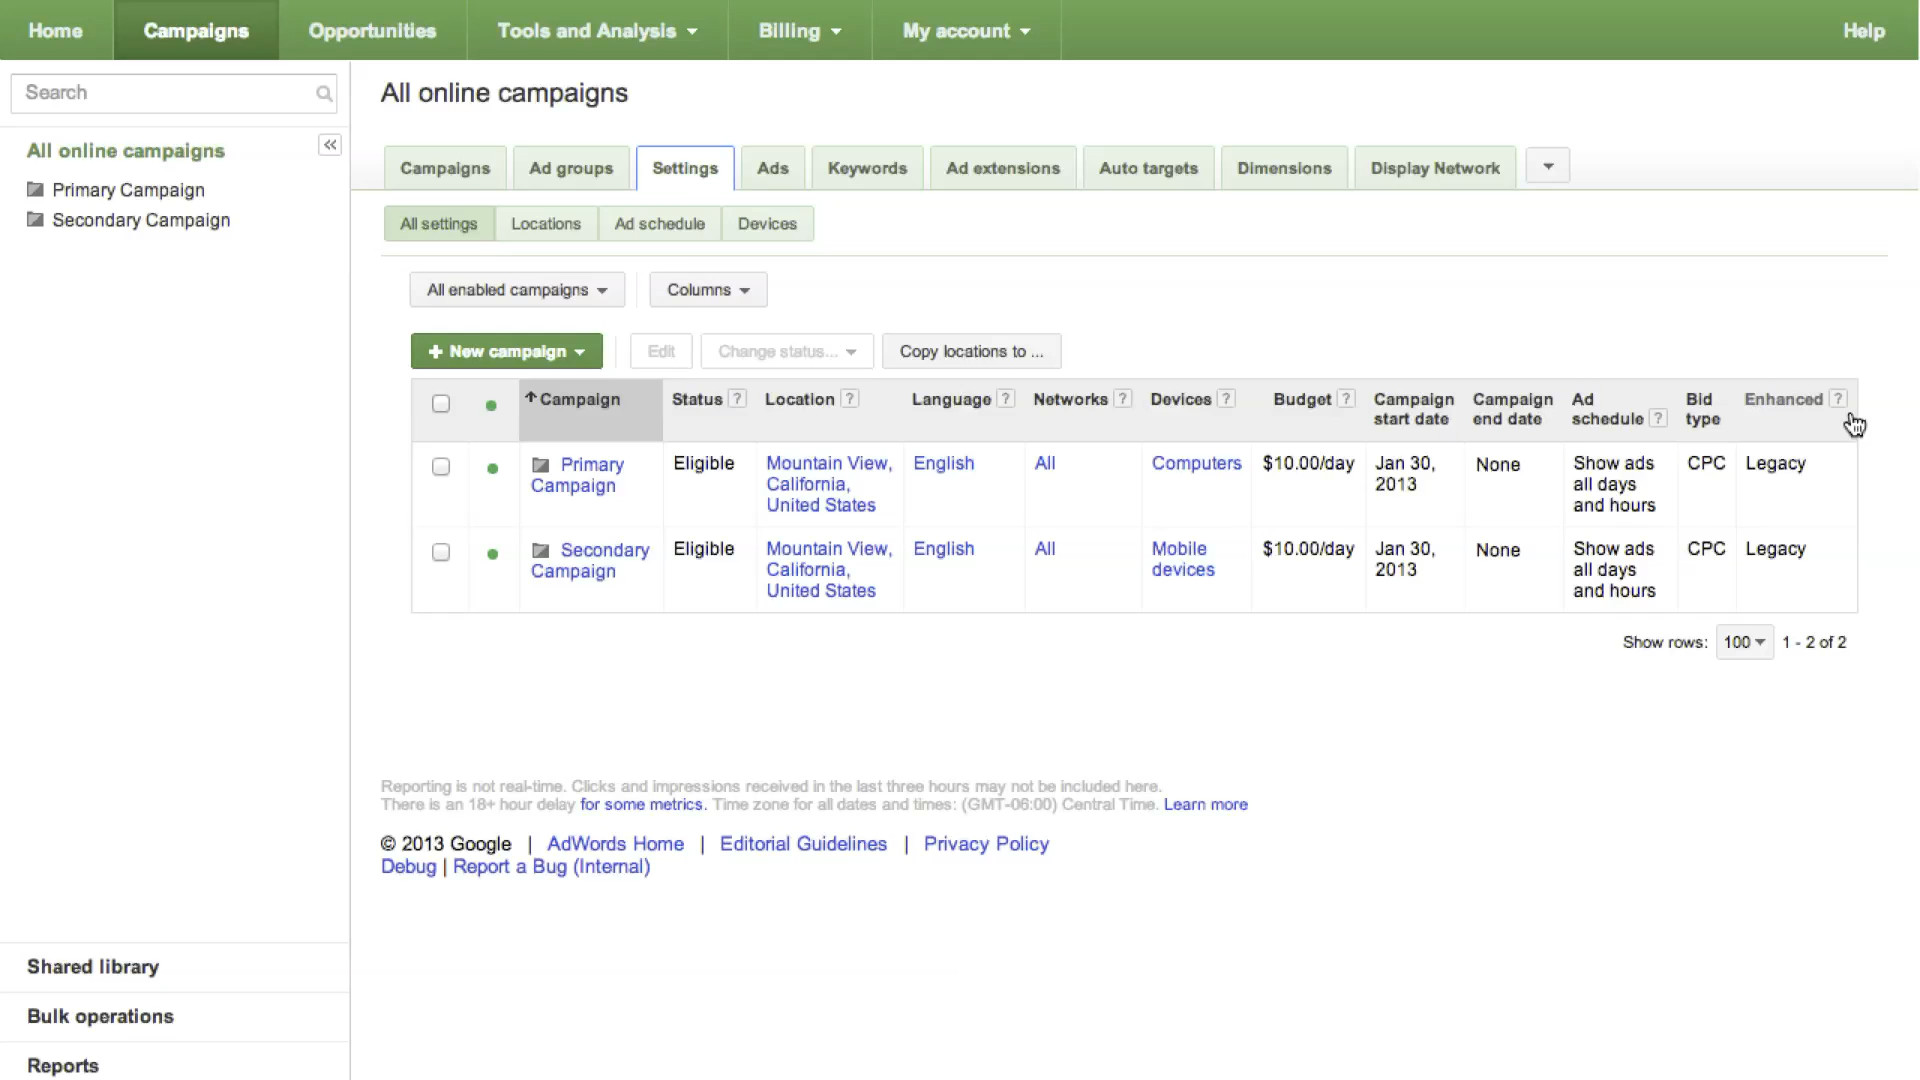 Home Campaigns Opportunities Tools and Analysis Billing My account Help
Search
All online campaigns
Primary Campaign
Secondary Campaign
All online campaigns
Campaigns Ad groups Settings Ads Keywords Ad extensions Auto targets Dimensions Display Network
All settings Locations Ad schedule Devices
All enabled campaigns Columns
+ New campaign Edit Change status... Copy locations to ...
Campaign Status ? Location ? Language ? Networks ? Devices ? Budget ? Campaign start date Campaign end date Ad schedule ? Bid type Enhanced ?
Primary Campaign Eligible Mountain View, California, United States English All Computers $10.00/day Jan 30, 2013 None Show ads all days and hours CPC Legacy
Secondary Campaign Eligible Mountain View, California, United States English All Mobile devices $10.00/day Jan 30, 2013 None Show ads all days and hours CPC Legacy
Show rows: 100 1 - 2 of 2
Reporting is not real-time. Clicks and impressions received in the last three hours may not be included here.
There is an 18+ hour delay for some metrics. Time zone for all dates and times: (GMT-06:00) Central Time. Learn more
© 2013 Google | AdWords Home | Editorial Guidelines | Privacy Policy
Debug | Report a Bug (Internal)
Shared library
Bulk operations
Reports